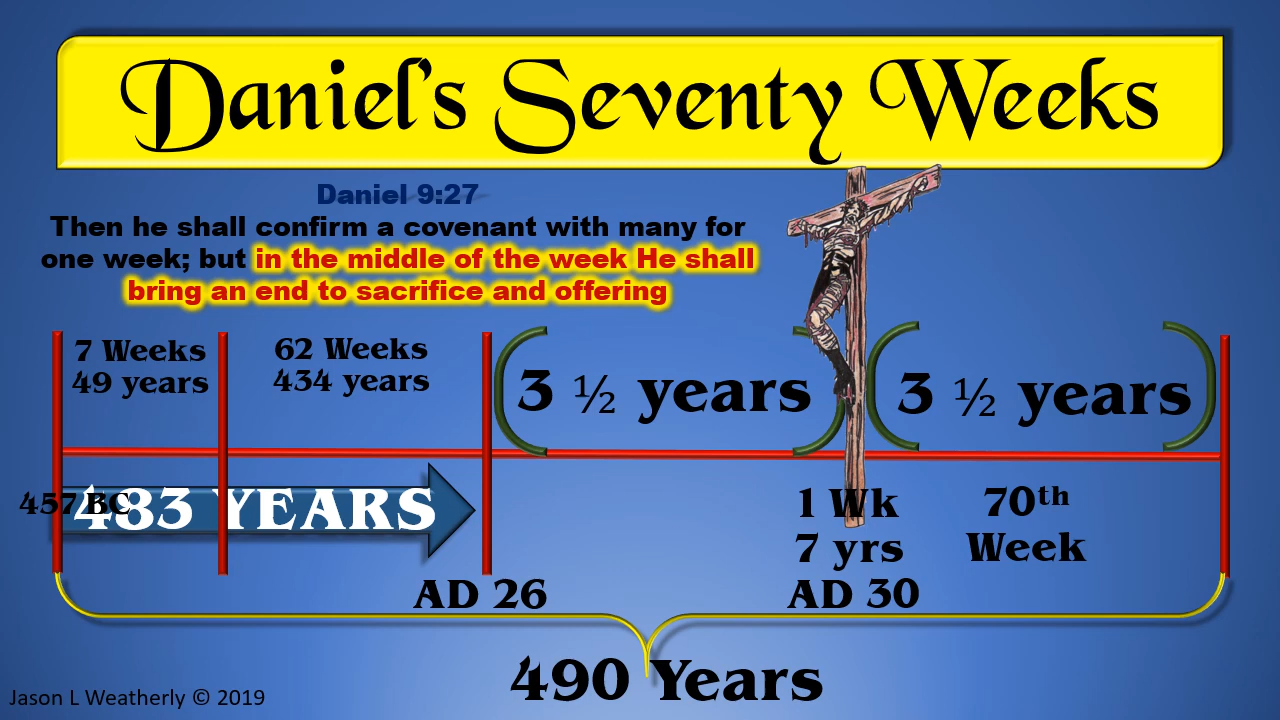 Daniel's Seventy Weeks
Daniel 9:27
Then he shall confirm a covenant with many for
one week; but in the middle of the week He shall
bring an end to sacrifice and offering
7 Weeks
49 years
62 Weeks
434 years
3 ½ years
3 ½ years
457 BC
483 YEARS
1 Wk
7 yrs
AD 30
70th
Week
AD 26
490 Years
Jason L Weatherly © 2019